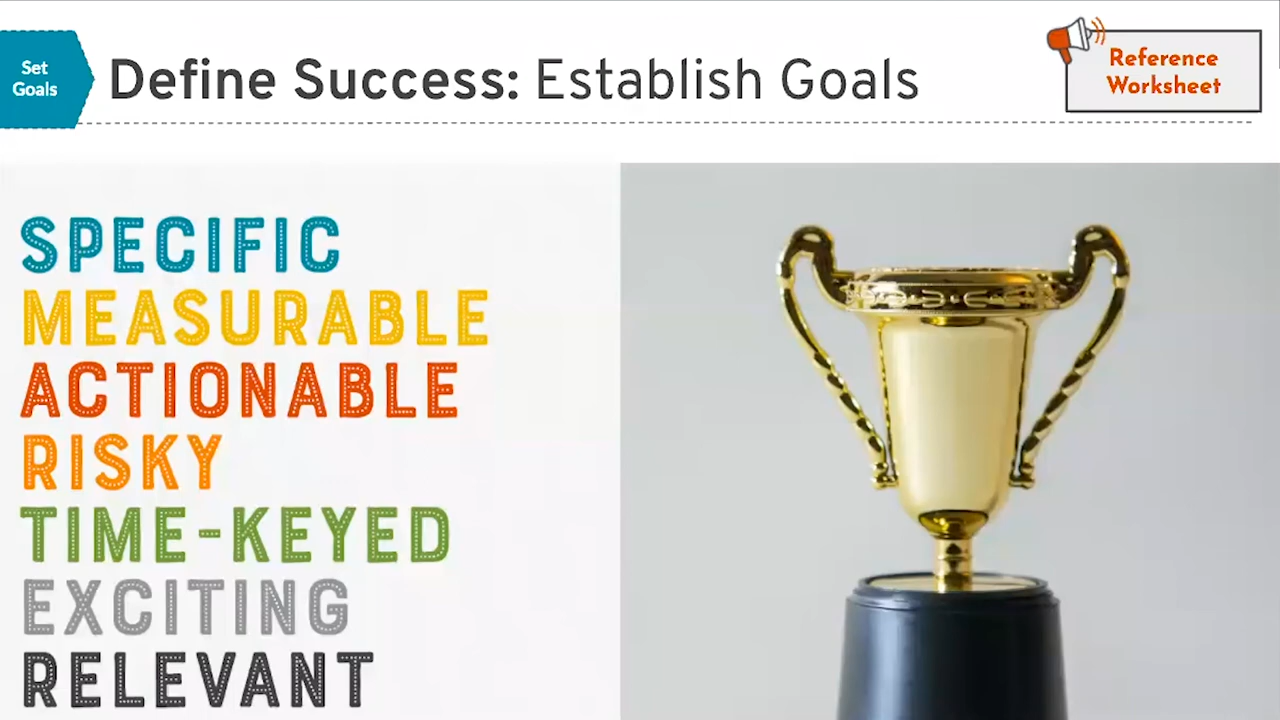 Set
Goals
Define Success: Establish Goals
Reference
Worksheet
SPECIFIC
MEASURABLE
ACTIONABLE
RISKY
TIME-KEYED
EXCITING
RELEVANT